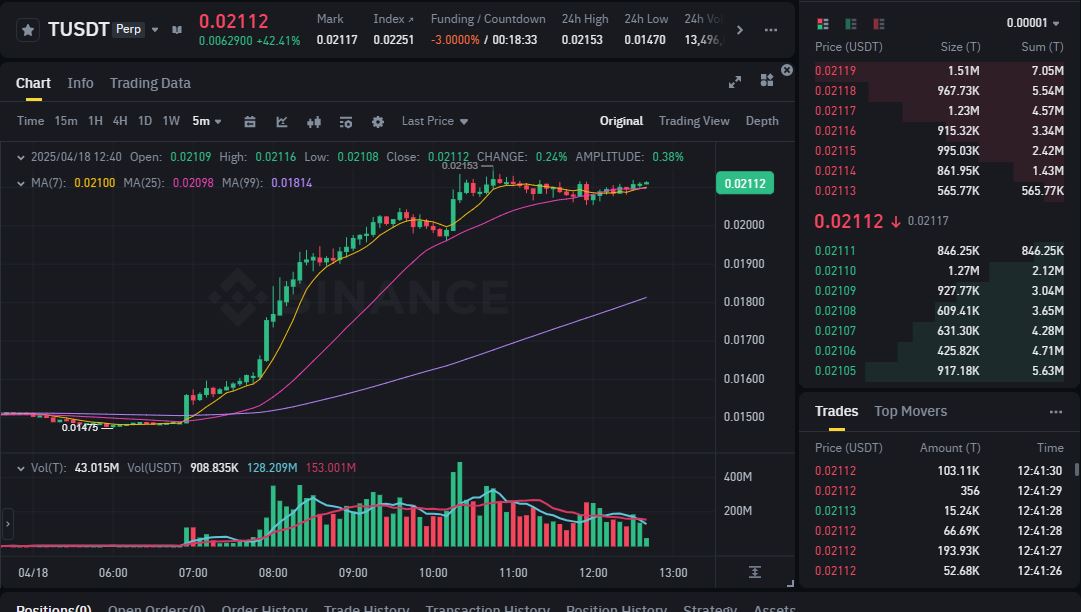 TUSDT Perp 0.02112 Mark Index Funding / Countdown 24h High 24h Low 24h Vol
0.0062900 +42.41% 0.02117 0.02251 -3.0000% / 00:18:33 0.02153 0.01470 13,496,
Chart Info Trading Data
Time 15m 1H 4H 1D 1W 5m Last Price Original Trading View Depth
2025/04/18 12:40 Open: 0.02109 High: 0.02116 Low: 0.02108 Close: 0.02112 CHANGE: 0.24% AMPLITUDE: 0.38%
0.02153
MA(7): 0.02100 MA(25): 0.02098 MA(99): 0.01814
0.02112
0.02000
0.01900
BINANCE
0.01800
0.01700
0.01600
0.01500
0.01475
Vol(T): 43.015M Vol(USDT) 908.835K 128.209M 153.001M
400M
200M
04/18 06:00 07:00 08:00 09:00 10:00 11:00 12:00 13:00
Positions(0) Open Orders(0) Order History Trade History Transaction History Position History Strategy Assets
0.00001
Price (USDT) Size (T) Sum (T)
0.02119 1.51M 7.05M
0.02118 967.73K 5.54M
0.02117 1.23M 4.57M
0.02116 915.32K 3.34M
0.02115 995.03K 2.42M
0.02114 861.95K 1.43M
0.02113 565.77K 565.77K
0.02112 0.02117
0.02111 846.25K 846.25K
0.02110 1.27M 2.12M
0.02109 927.77K 3.04M
0.02108 609.41K 3.65M
0.02107 631.30K 4.28M
0.02106 425.82K 4.71M
0.02105 917.18K 5.63M
Trades Top Movers
Price (USDT) Amount (T) Time
0.02112 103.11K 12:41:30
0.02112 356 12:41:29
0.02113 15.24K 12:41:28
0.02112 66.69K 12:41:28
0.02112 193.93K 12:41:27
0.02112 52.68K 12:41:26